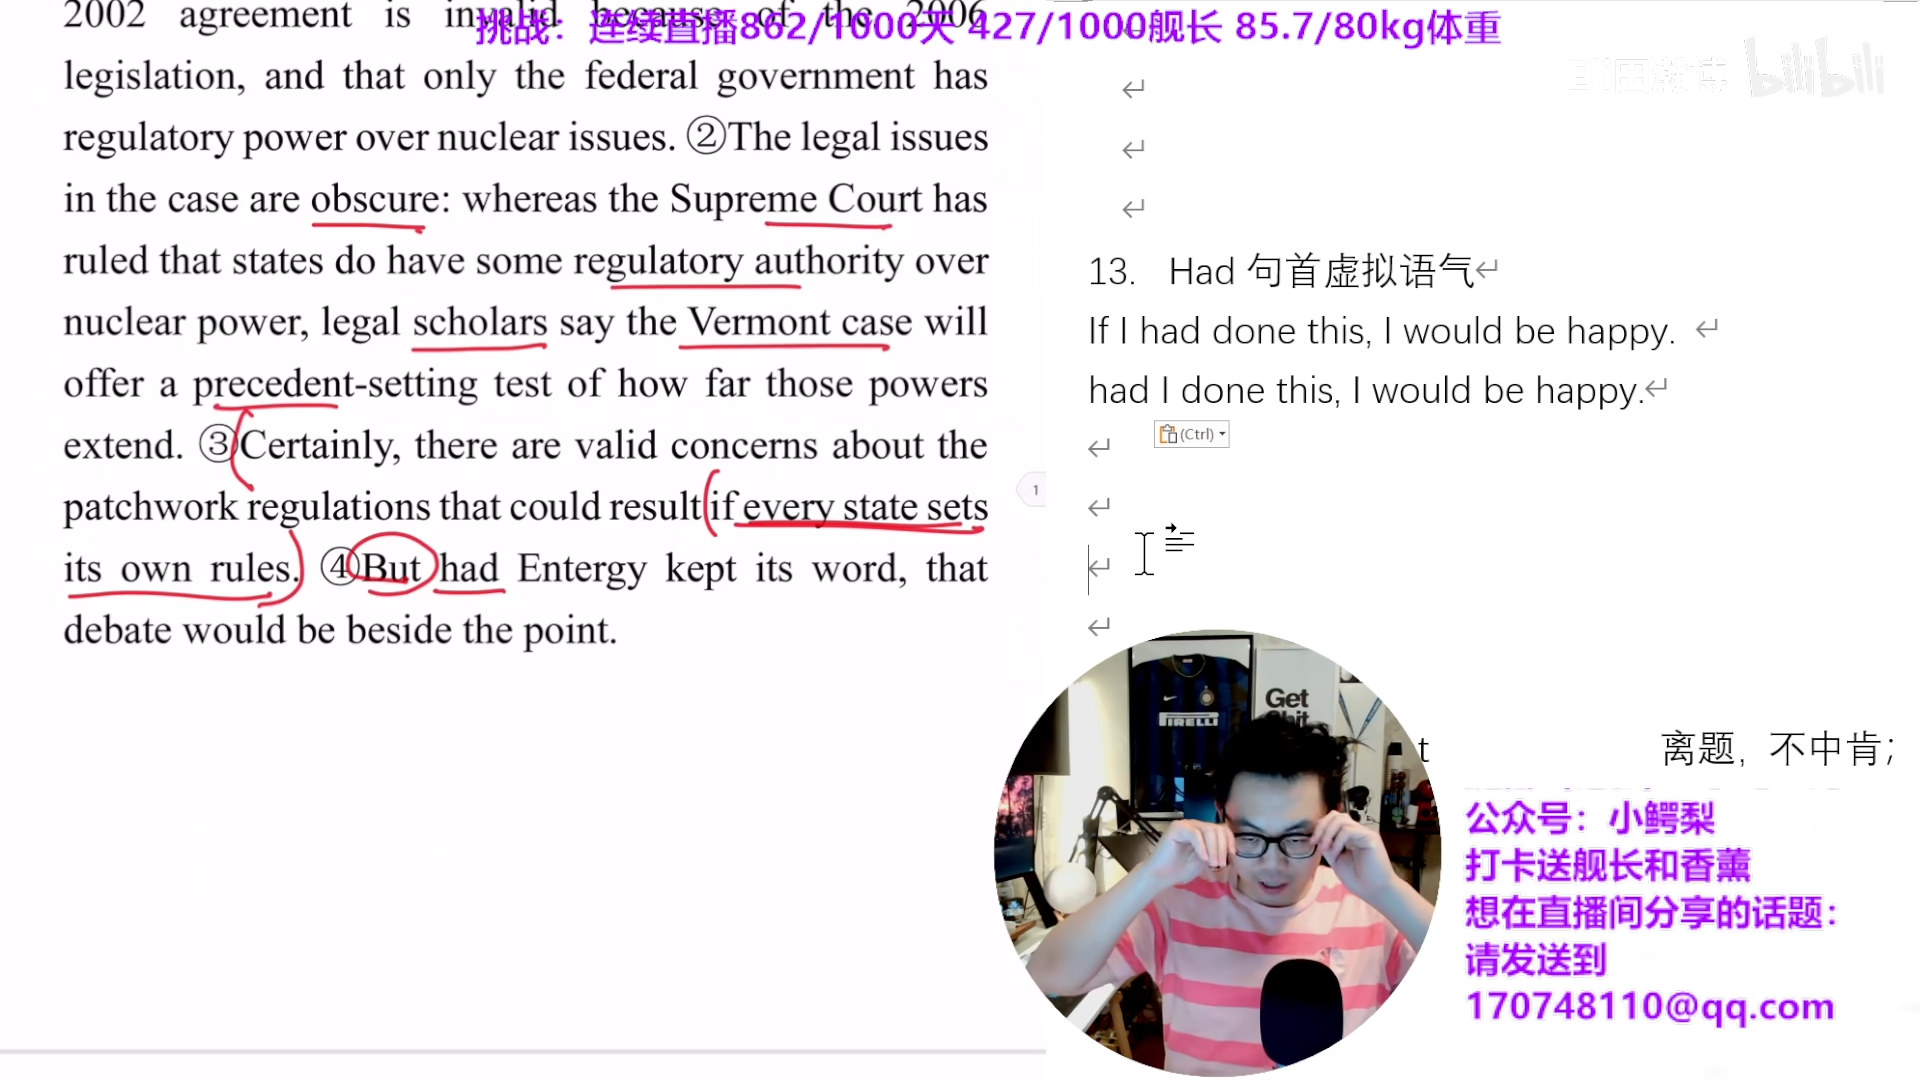 挑战：连续直播862/1000天 427/1000舰长 85.7/80kg体重
2002 agreement is invalid because of the 2006
legislation, and that only the federal government has
regulatory power over nuclear issues. ②The legal issues
in the case are obscure: whereas the Supreme Court has
ruled that states do have some regulatory authority over
nuclear power, legal scholars say the Vermont case will
offer a precedent-setting test of how far those powers
extend. ③Certainly, there are valid concerns about the
patchwork regulations that could result if every state sets
its own rules. ④But had Entergy kept its word, that
debate would be beside the point.
1
bilibili
13. Had 句首虚拟语气
If I had done this, I would be happy.
had I done this, I would be happy.
(Ctrl)
t 离题，不中肯；
PIRELLI
Get
公众号：小鳄梨
打卡送舰长和香薰
想在直播间分享的话题：
请发送到
170748110@qq.com